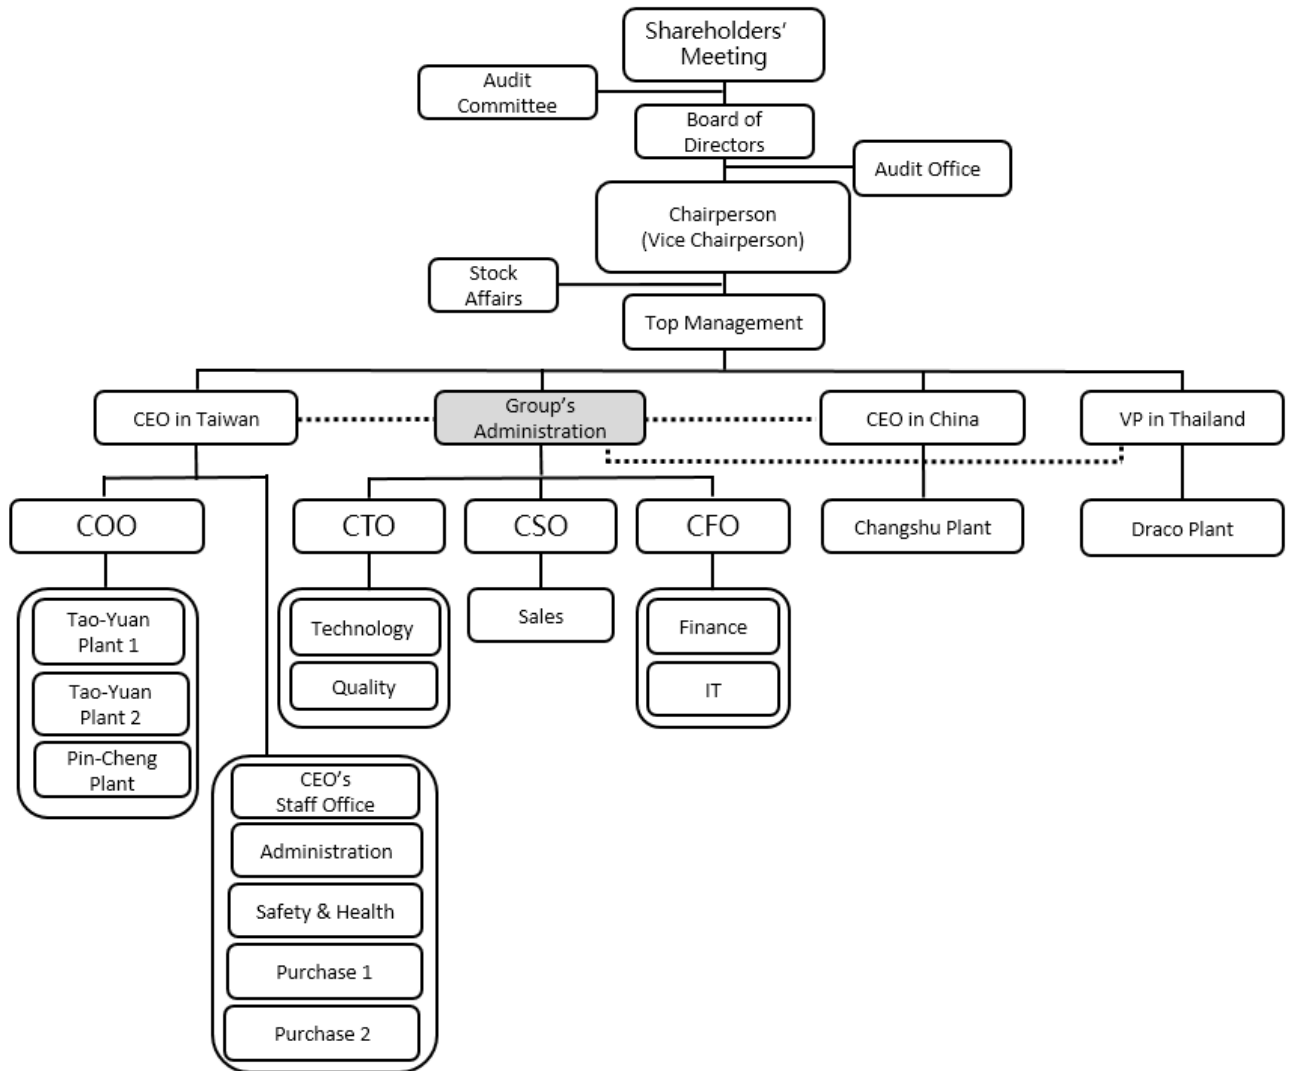 Shareholders'
Meeting
Audit
Committee
Board of
Directors
Audit Office
Chairperson
(Vice Chairperson)
Stock
Affairs
Top Management
CEO in Taiwan
Group's
Administration
CEO in China
VP in Thailand
COO
CTO
CSO
CFO
Changshu Plant
Draco Plant
Tao-Yuan
Plant 1
Tao-Yuan
Plant 2
Pin-Cheng
Plant
Technology
Quality
Sales
Finance
IT
CEO's
Staff Office
Administration
Safety & Health
Purchase 1
Purchase 2